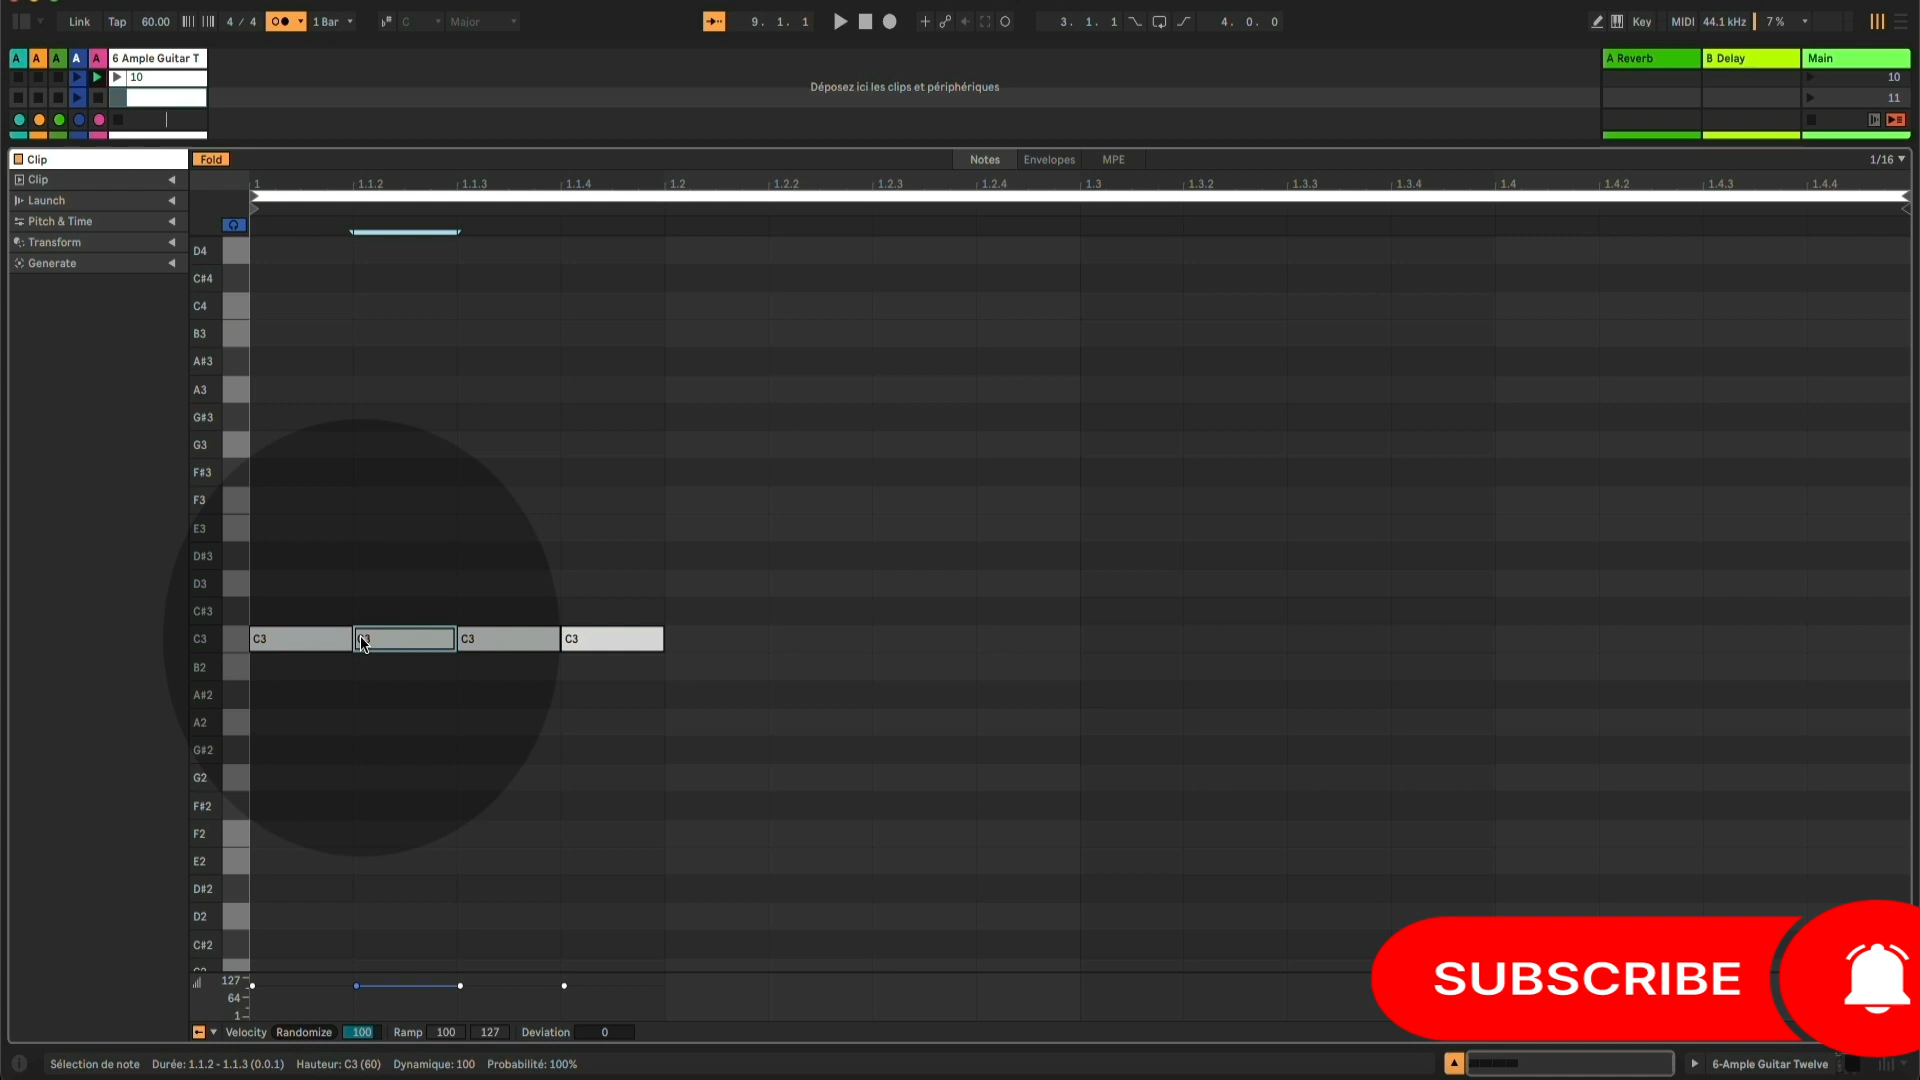 Link Tap 60.00 4 / 4 1 Bar C Major 9. 1. 1 3. 1. 1 4. 0. 0 Key MIDI 44.1 kHz 7 %
A A A A A 6 Ample Guitar T A Reverb B Delay Main
10 10
Déposez ici les clips et périphériques
11
Clip Fold Notes Envelopes MPE 1/16
Clip
1 1.1.2 1.1.3 1.1.4 1.2 1.2.2 1.2.3 1.2.4 1.3 1.3.2 1.3.3 1.3.4 1.4 1.4.2 1.4.3 1.4.4
Launch
Pitch & Time
Transform
Generate
D4
C#4
C4
B3
A#3
A3
G#3
G3
F#3
F3
E3
D#3
D3
C#3
C3 C3 C3 C3
B2
A#2
A2
G#2
G2
F#2
F2
E2
D#2
D2
C#2
127
64
1
SUBSCRIBE
Velocity Randomize 100 Ramp 100 127 Deviation 0
Sélection de note Durée: 1.1.2 - 1.1.3 (0.0.1) Hauteur: C3 (60) Dynamique: 100 Probabilité: 100% 6-Ample Guitar Twelve